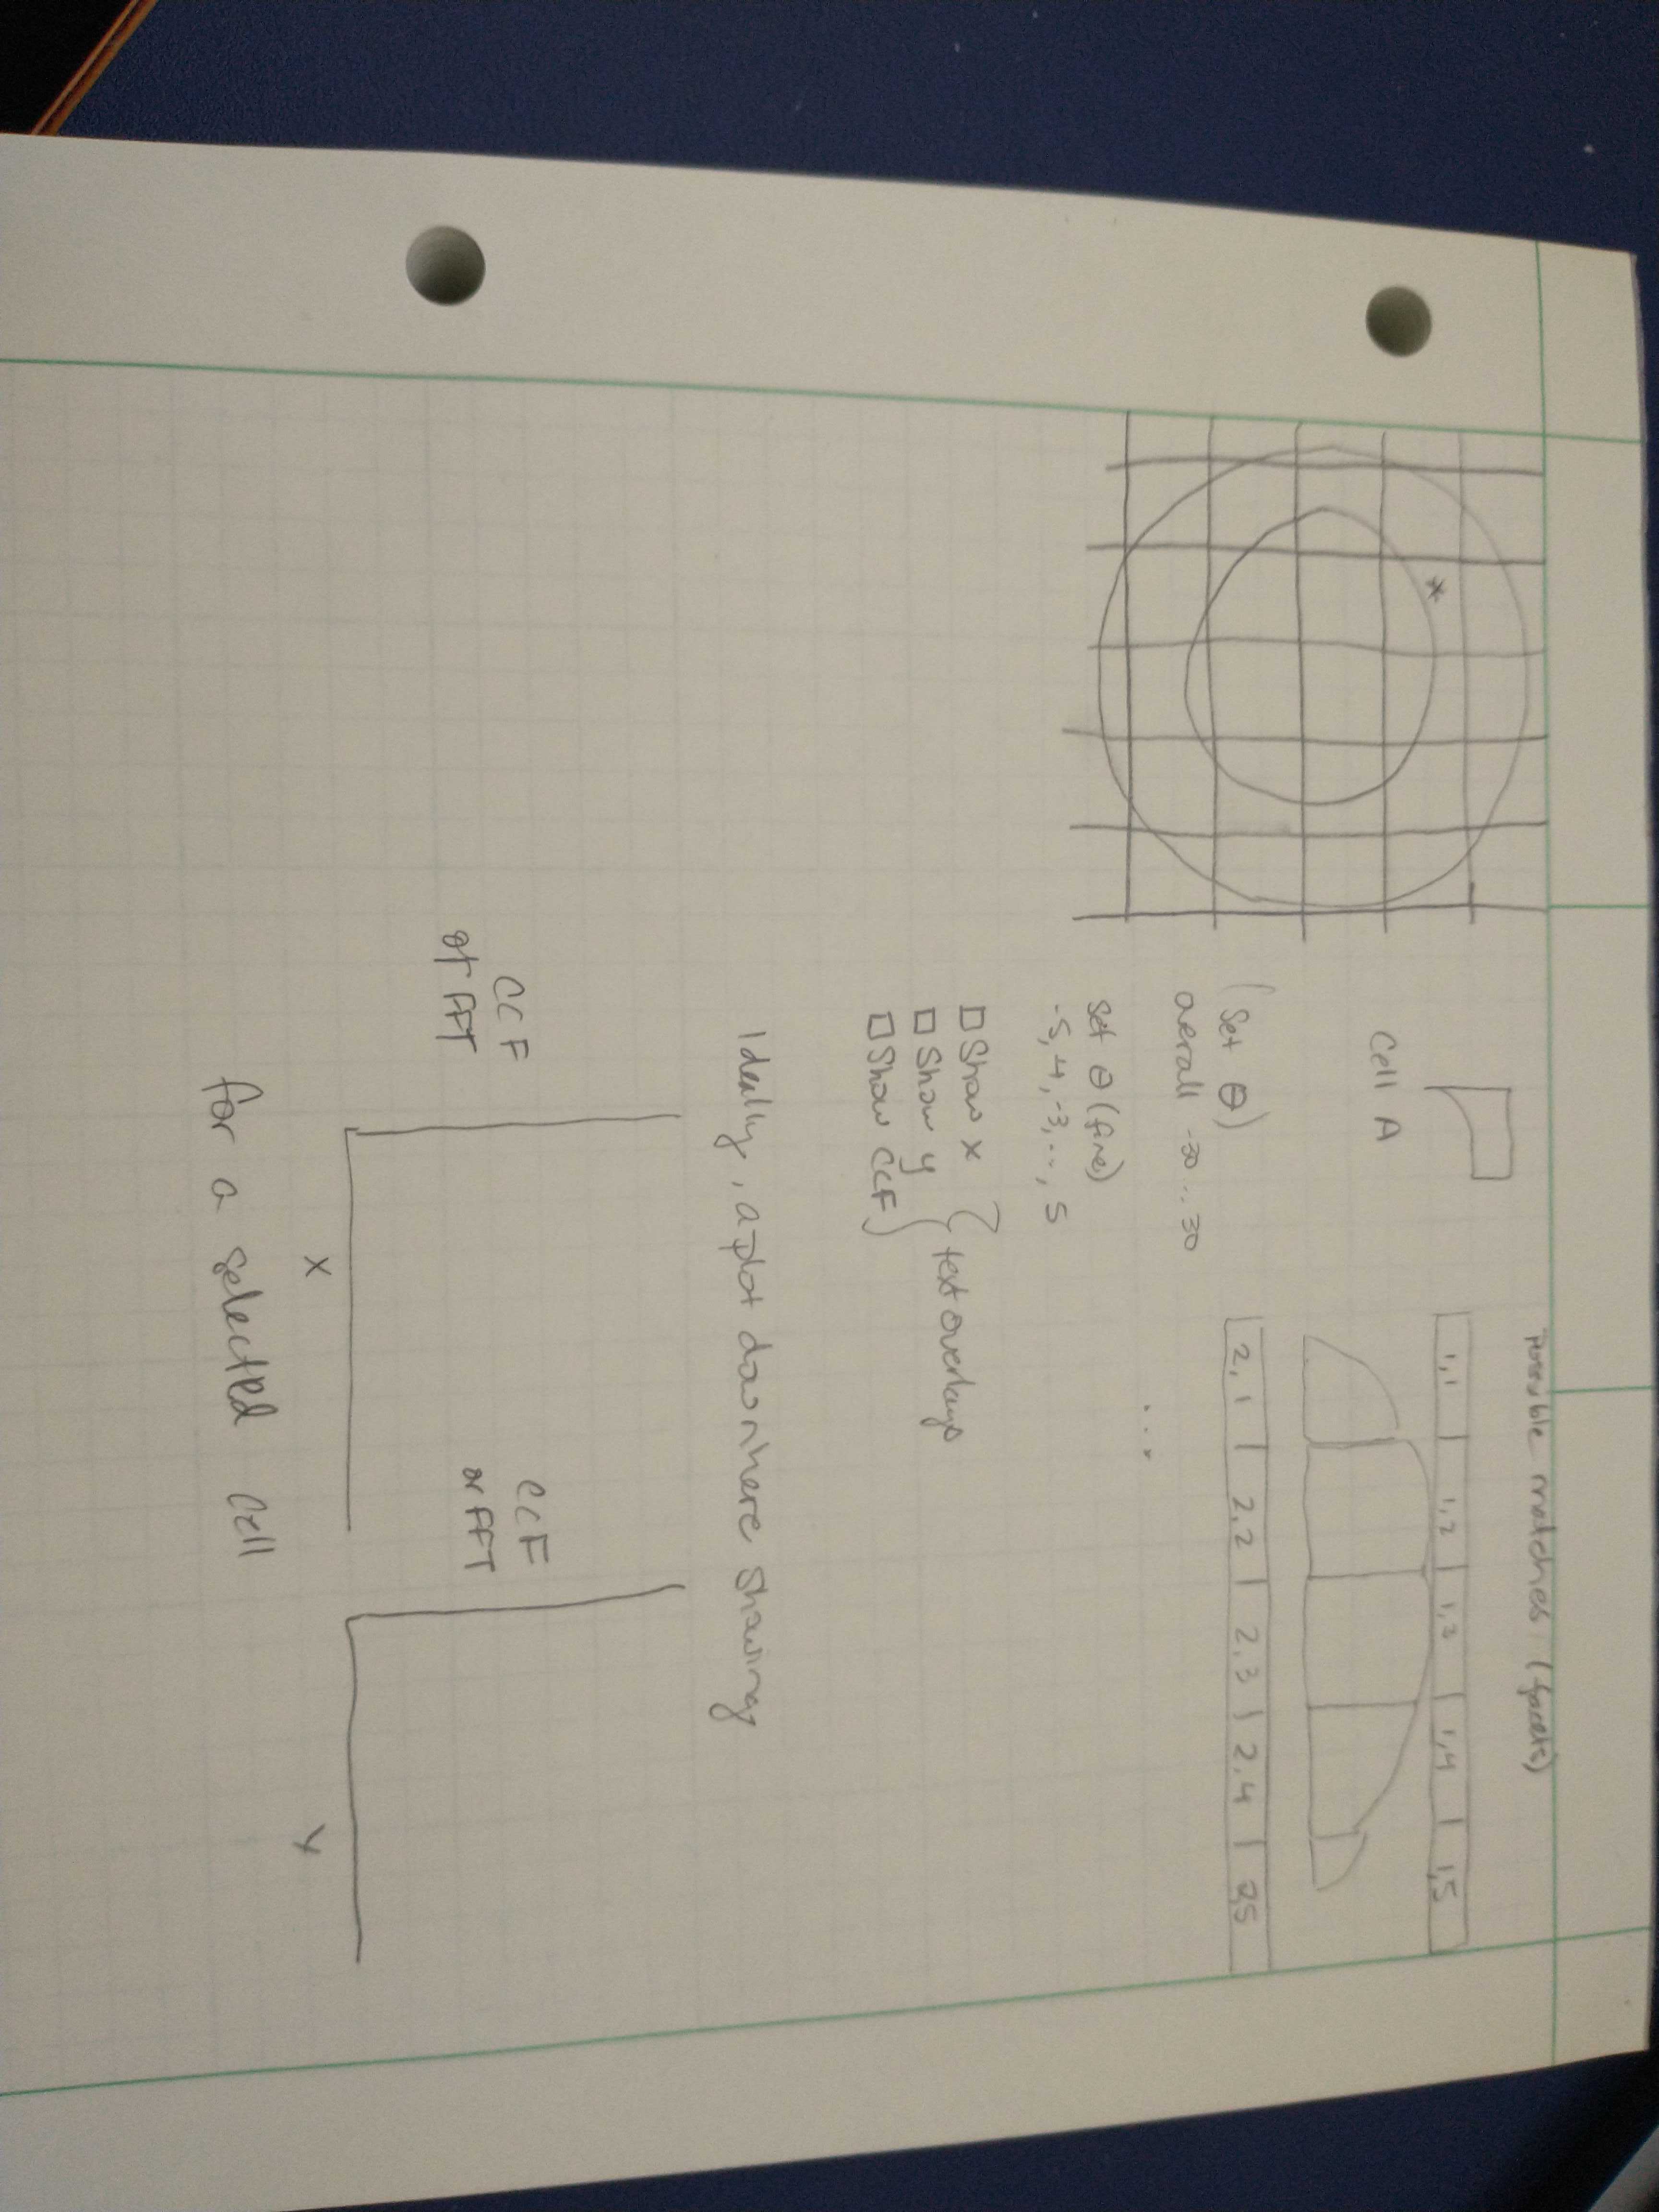 *
Cell A
Possible matches (facets)
1,1 1,2 1,3 1,4 1,5
2,1 2,2 2,3 2,4 2,5
...
(Set θ)
overall -30 .. 30
Set θ (fine)
-5, -4, -3, ..., 5
Show x
Show y
Show CCF
text overlays
Ideally, a plot down here showing
CCF
or FFT
X
CCF
or FFT
y
for a selected cell